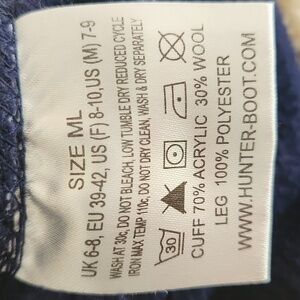 SIZE ML
UK 6-8, EU 39-42, US (F) 8-10,US (M) 7-9
WASH AT 30c, DO NOT BLEACH, LOW TUMBLE DRY REDUCED CYCLE
IRON MAX TEMP 110c, DO NOT DRY CLEAN, WASH & DRY SEPARATELY
30
CUFF 70% ACRYLIC 30% WOOL
LEG 100% POLYESTER
WWW.HUNTER-BOOT.COM